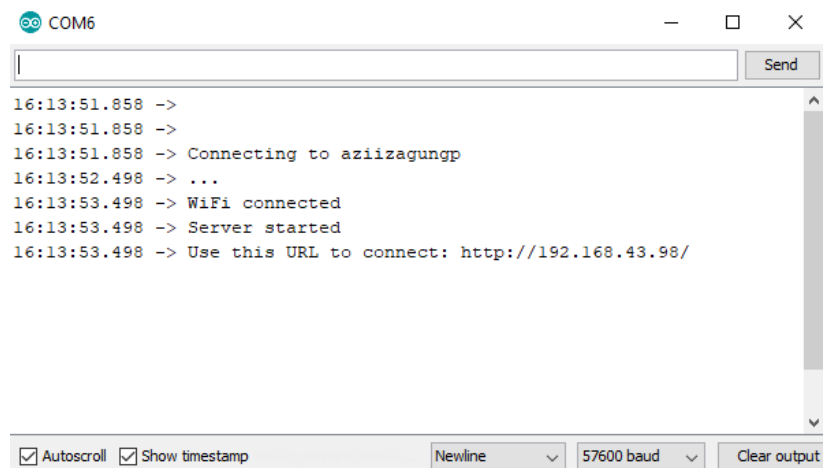 COM6
Send
16:13:51.858 ->
16:13:51.858 ->
16:13:51.858 -> Connecting to aziizagungp
16:13:52.498 -> ...
16:13:53.498 -> WiFi connected
16:13:53.498 -> Server started
16:13:53.498 -> Use this URL to connect: http://192.168.43.98/
Autoscroll Show timestamp Newline 57600 baud Clear output